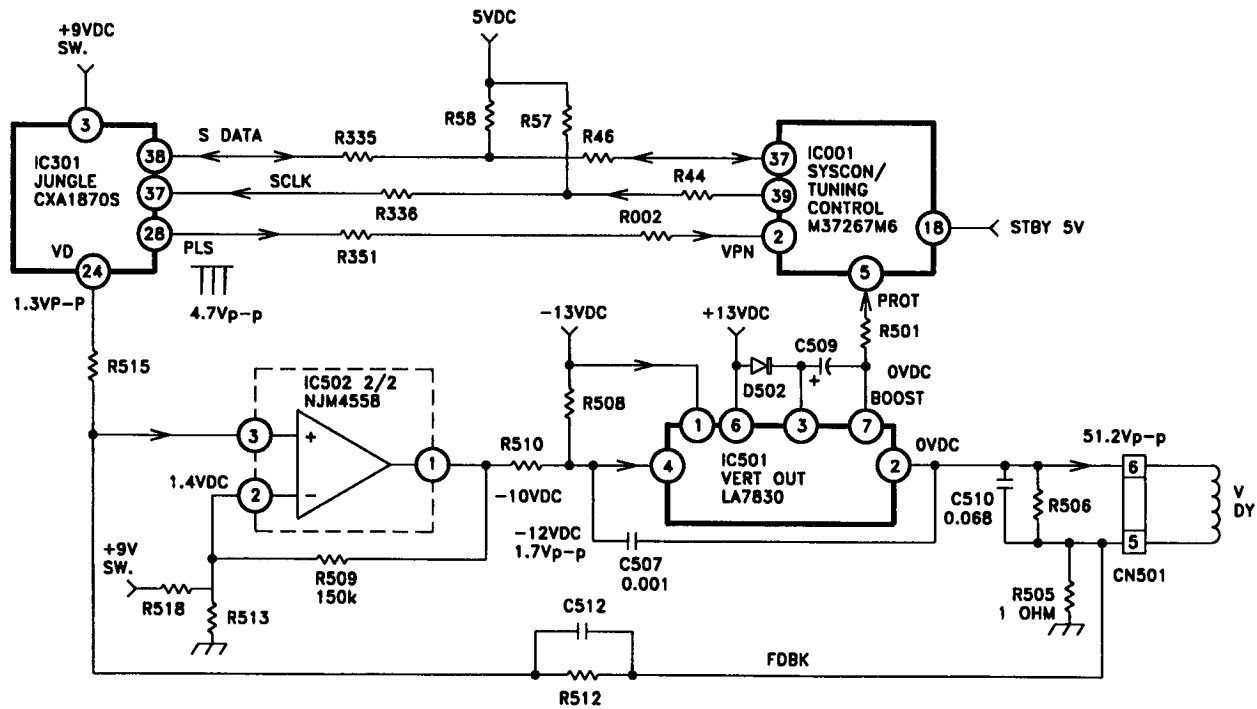 +9VDC
SW.
5VDC
3
S DATA
R335
R58
R57
R46
38
IC301
JUNGLE
CXA1870S
37
IC001
SYSCON/
TUNING
CONTROL
M37267M6
37
SCLK
R336
R44
39
28
PLS
R351
R002
VPN
2
18
STBY 5V
VD
24
1.3VP-P
4.7Vp-p
5
PROT
R501
-13VDC
+13VDC
C509
+
0VDC
D502
BOOST
R515
IC502 2/2
NJM4558
R508
1
6
3
7
3
+
1
R510
4
IC501
VERT OUT
LA7830
2
0VDC
51.2Vp-p
6
1.4VDC
2
-
-10VDC
C510
0.068
R506
V
DY
-12VDC
1.7Vp-p
C507
0.001
5
CN501
+9V
SW.
R509
150k
R518
R513
R505
1 OHM
C512
FDBK
R512